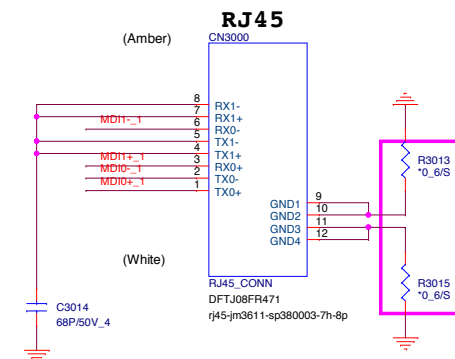 RJ45
(Amber)
CN3000
8
RX1-
7
RX1+
MDI1-_1
6
RX0-
5
TX1-
4
TX1+
MDI1+_1
3
RX0+
MDI0-_1
2
TX0-
MDI0+_1
1
TX0+
R3013
*0_6/S
9
GND1
10
GND2
11
GND3
12
GND4
(White)
RJ45_CONN
R3015
*0_6/S
DFTJ08FR471
C3014
68P/50V_4
rj45-jm3611-sp380003-7h-8p